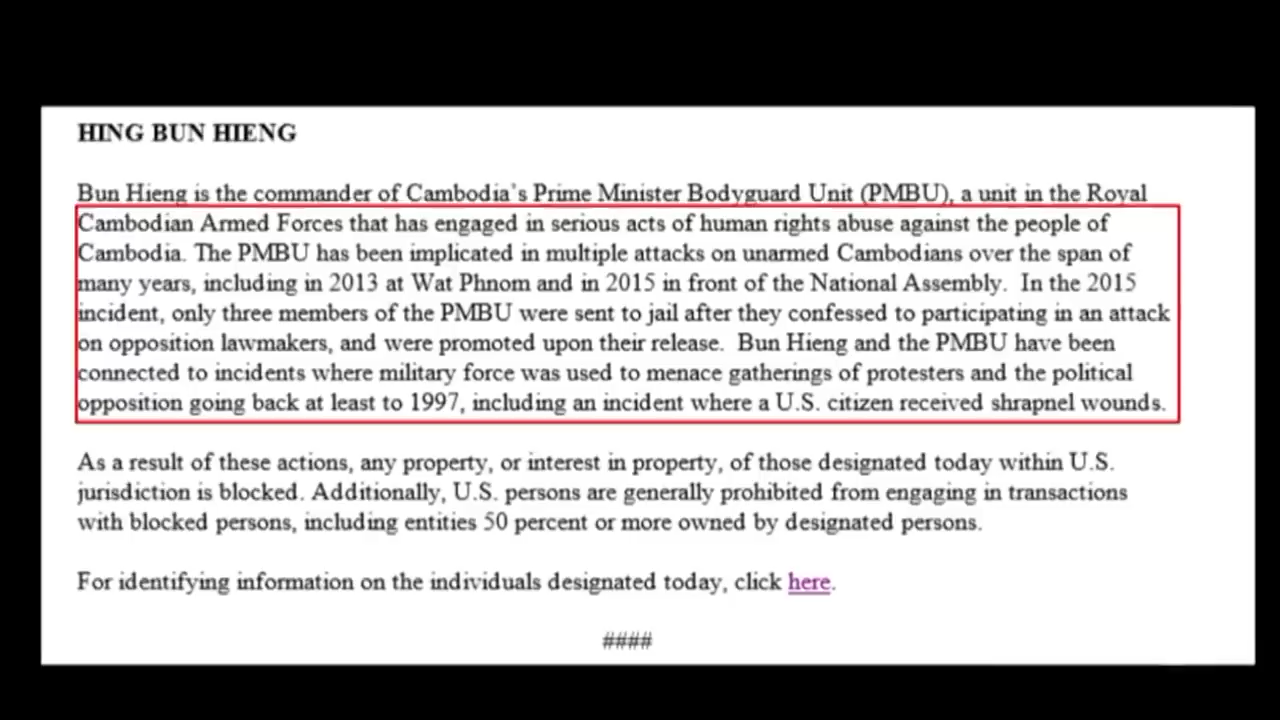 HING BUN HIENG
Bun Hieng is the commander of Cambodia's Prime Minister Bodyguard Unit (PMBU), a unit in the Royal
Cambodian Armed Forces that has engaged in serious acts of human rights abuse against the people of
Cambodia. The PMBU has been implicated in multiple attacks on unarmed Cambodians over the span of
many years, including in 2013 at Wat Phnom and in 2015 in front of the National Assembly.  In the 2015
incident, only three members of the PMBU were sent to jail after they confessed to participating in an attack
on opposition lawmakers, and were promoted upon their release.  Bun Hieng and the PMBU have been
connected to incidents where military force was used to menace gatherings of protesters and the political
opposition going back at least to 1997, including an incident where a U.S. citizen received shrapnel wounds.
As a result of these actions, any property, or interest in property, of those designated today within U.S.
jurisdiction is blocked. Additionally, U.S. persons are generally prohibited from engaging in transactions
with blocked persons, including entities 50 percent or more owned by designated persons.
For identifying information on the individuals designated today, click here.
####